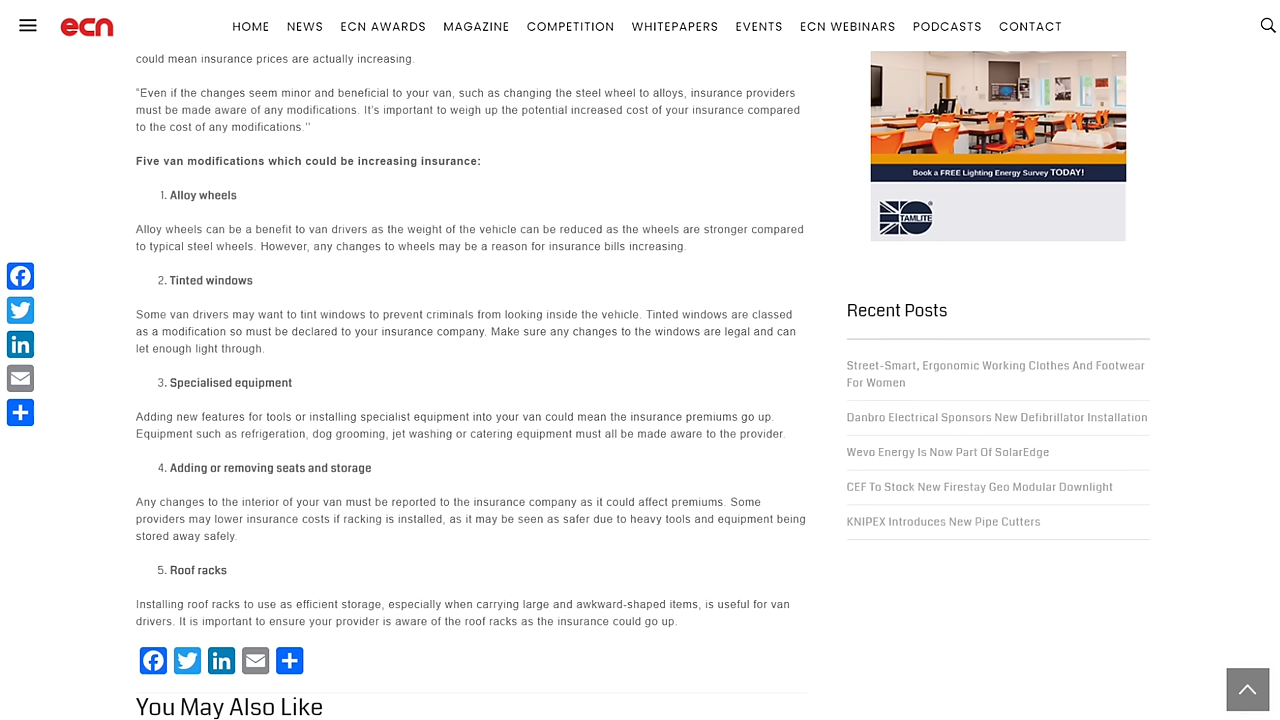 ecn
HOME NEWS ECN AWARDS MAGAZINE COMPETITION WHITEPAPERS EVENTS ECN WEBINARS PODCASTS CONTACT
could mean insurance prices are actually increasing.
“Even if the changes seem minor and beneficial to your van, such as changing the steel wheel to alloys, insurance providers
must be made aware of any modifications. It’s important to weigh up the potential increased cost of your insurance compared
to the cost of any modifications.’’
Five van modifications which could be increasing insurance:
1. Alloy wheels
Alloy wheels can be a benefit to van drivers as the weight of the vehicle can be reduced as the wheels are stronger compared
to typical steel wheels. However, any changes to wheels may be a reason for insurance bills increasing.
2. Tinted windows
Some van drivers may want to tint windows to prevent criminals from looking inside the vehicle. Tinted windows are classed
as a modification so must be declared to your insurance company. Make sure any changes to the windows are legal and can
let enough light through.
3. Specialised equipment
Adding new features for tools or installing specialist equipment into your van could mean the insurance premiums go up.
Equipment such as refrigeration, dog grooming, jet washing or catering equipment must all be made aware to the provider.
4. Adding or removing seats and storage
Any changes to the interior of your van must be reported to the insurance company as it could affect premiums. Some
providers may lower insurance costs if racking is installed, as it may be seen as safer due to heavy tools and equipment being
stored away safely.
5. Roof racks
Installing roof racks to use as efficient storage, especially when carrying large and awkward-shaped items, is useful for van
drivers. It is important to ensure your provider is aware of the roof racks as the insurance could go up.
You May Also Like
Book a FREE Lighting Energy Survey TODAY!
TAMLITE
Recent Posts
Street-Smart, Ergonomic Working Clothes And Footwear
For Women
Danbro Electrical Sponsors New Defibrillator Installation
Wevo Energy Is Now Part Of SolarEdge
CEF To Stock New Firestay Geo Modular Downlight
KNIPEX Introduces New Pipe Cutters